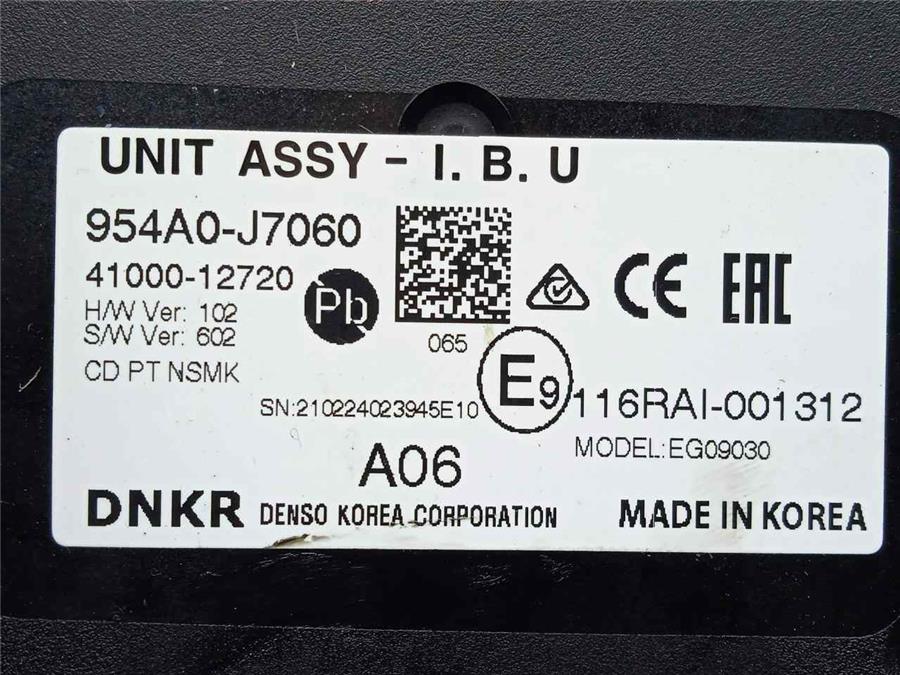 UNIT ASSY - I. B. U
954A0-J7060
41000-12720
Pb
H/W Ver: 102
S/W Ver: 602
065
CE
EAC
CD PT NSMK
SN:210224023945E10
E9
116RAI-001312
MODEL:EG09030
A06
DNKR DENSO KOREA CORPORATION
MADE IN KOREA